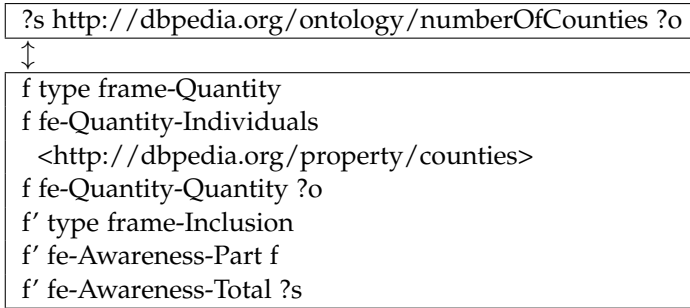 ?s http://dbpedia.org/ontology/numberOfCounties ?o
↕
f type frame-Quantity
f fe-Quantity-Individuals
<http://dbpedia.org/property/counties>
f fe-Quantity-Quantity ?o
f' type frame-Inclusion
f' fe-Awareness-Part f
f' fe-Awareness-Total ?s